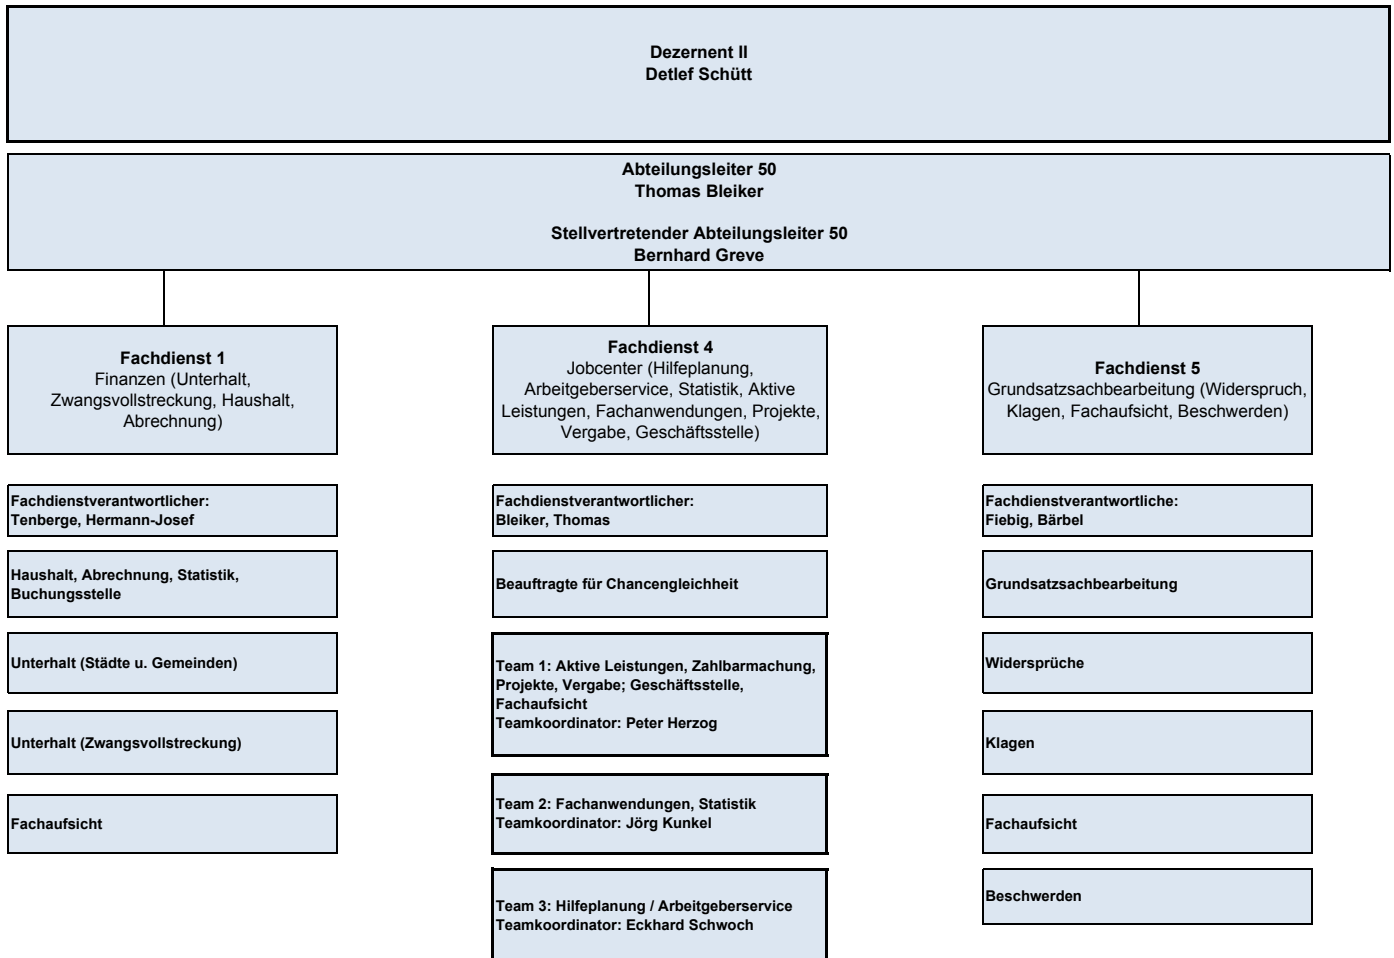 Dezernent II
Detlef Schütt
Abteilungsleiter 50
Thomas Bleiker
Stellvertretender Abteilungsleiter 50
Bernhard Greve
Fachdienst 1
Finanzen (Unterhalt,
Zwangsvollstreckung, Haushalt,
Abrechnung)
Fachdienst 4
Jobcenter (Hilfeplanung,
Arbeitgeberservice, Statistik, Aktive
Leistungen, Fachanwendungen, Projekte,
Vergabe, Geschäftsstelle)
Fachdienst 5
Grundsatzsachbearbeitung (Widerspruch,
Klagen, Fachaufsicht, Beschwerden)
Fachdienstverantwortlicher:
Tenberge, Hermann-Josef
Haushalt, Abrechnung, Statistik,
Buchungsstelle
Unterhalt (Städte u. Gemeinden)
Unterhalt (Zwangsvollstreckung)
Fachaufsicht
Fachdienstverantwortlicher:
Bleiker, Thomas
Beauftragte für Chancengleichheit
Team 1: Aktive Leistungen, Zahlbarmachung,
Projekte, Vergabe; Geschäftsstelle,
Fachaufsicht
Teamkoordinator: Peter Herzog
Team 2: Fachanwendungen, Statistik
Teamkoordinator: Jörg Kunkel
Team 3: Hilfeplanung / Arbeitgeberservice
Teamkoordinator: Eckhard Schwoch
Fachdienstverantwortliche:
Fiebig, Bärbel
Grundsatzsachbearbeitung
Widersprüche
Klagen
Fachaufsicht
Beschwerden